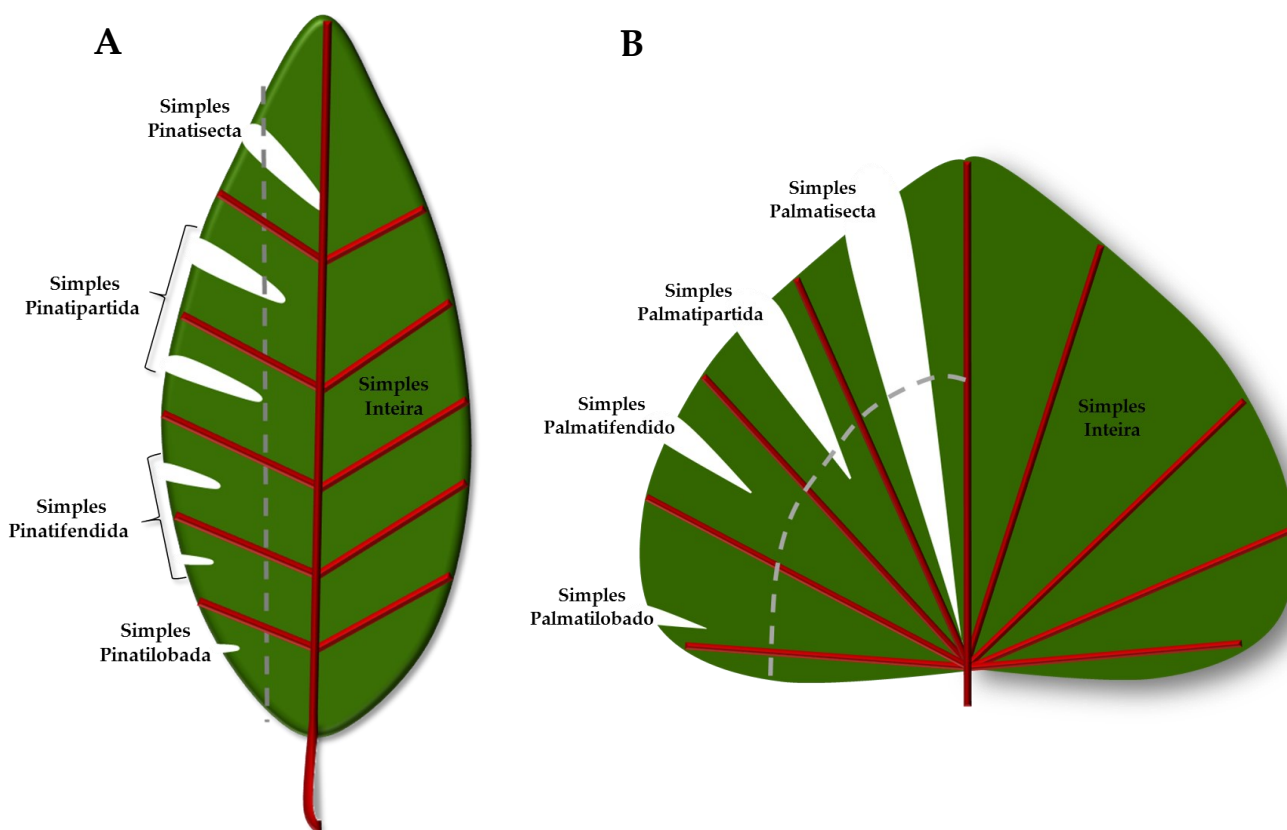 A
Simples
Pinatisecta
Simples
Pinatipartida
Simples
Inteira
Simples
Pinatifendida
Simples
Pinatilobada
B
Simples
Palmatisecta
Simples
Palmatipartida
Simples
Palmatifendido
Simples
Inteira
Simples
Palmatilobado